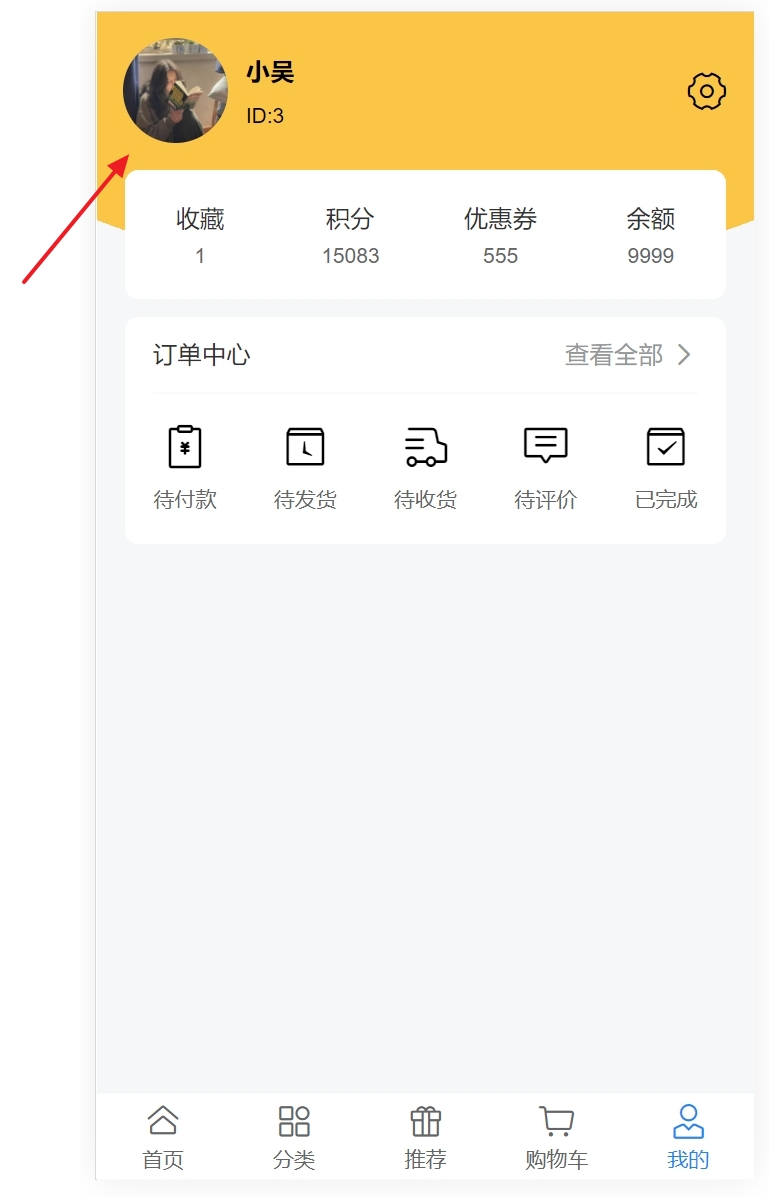 小吴
ID:3
收藏 积分 优惠券 余额
1 15083 555 9999
订单中心 查看全部
待付款 待发货 待收货 待评价 已完成
首页 分类 推荐 购物车 我的